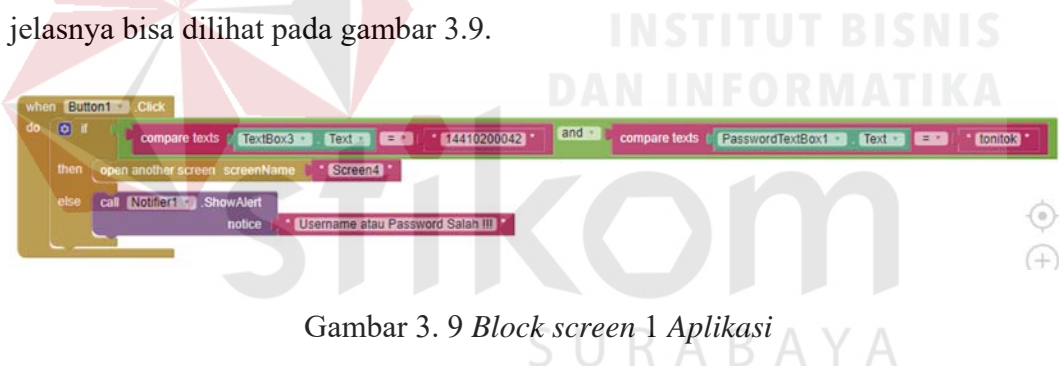 jelasnya bisa dilihat pada gambar 3.9.
INSTITUT BISNIS
DAN INFORMATIKA
when Button1 .Click
do if compare texts TextBox3 . Text = " 14410200042 " and compare texts PasswordTextBox1 . Text = " tonitok "
then open another screen screenName " Screen4 "
else call Notifier1 .ShowAlert
notice " Username atau Password Salah !!! "
stikom
Gambar 3. 9 Block screen 1 Aplikasi
SURABAYA